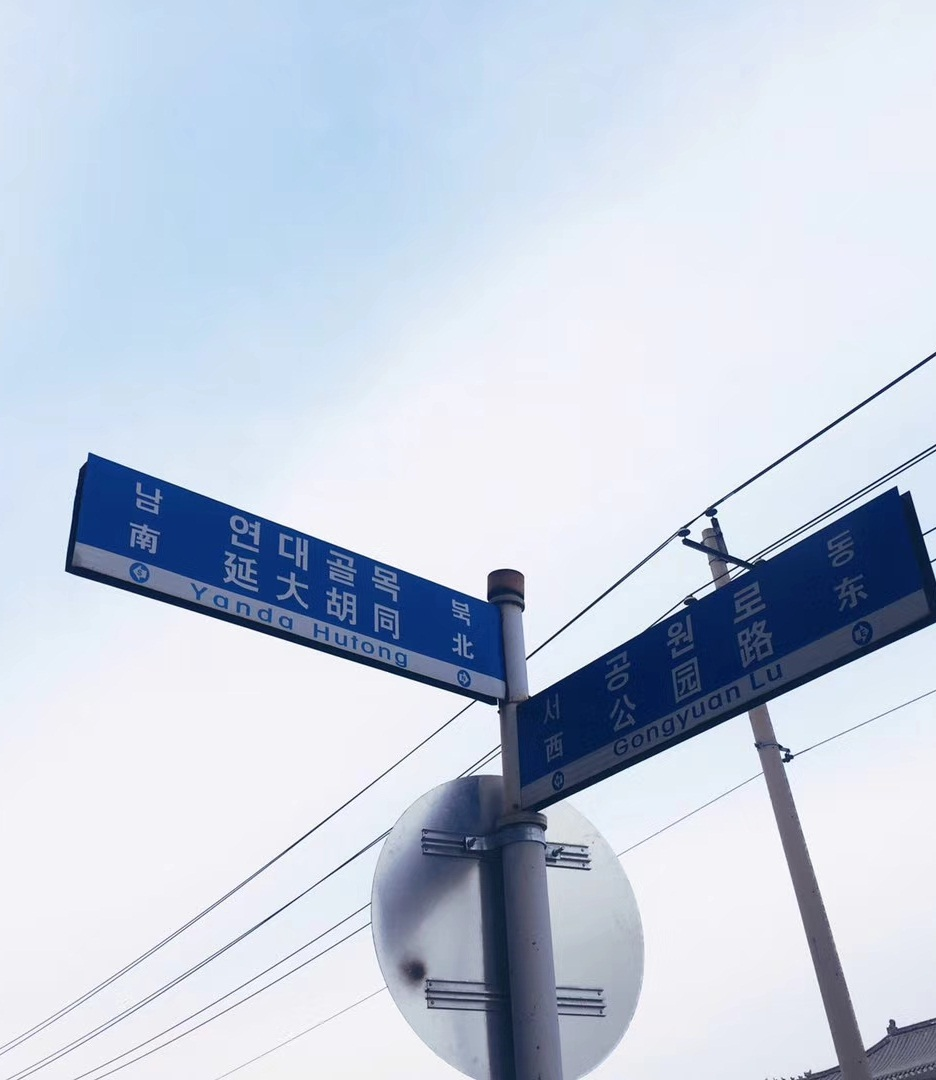 남 연대골목 북
南 延大胡同 北
Yanda Hutong
서 공원로 동
西 公园路 东
Gongyuan Lu